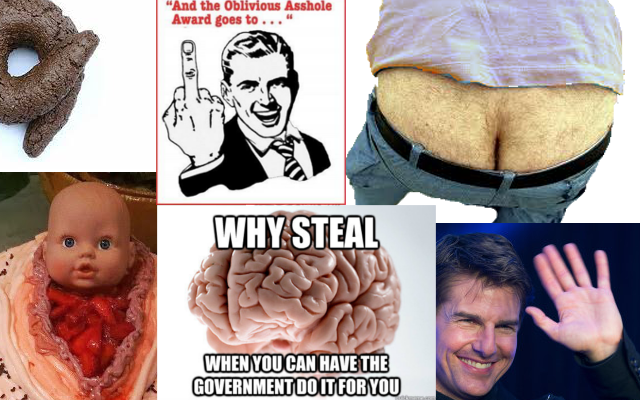 "And the Oblivious Asshole
Award goes to . . . "
WHY STEAL
WHEN YOU CAN HAVE THE
GOVERNMENT DO IT FOR YOU